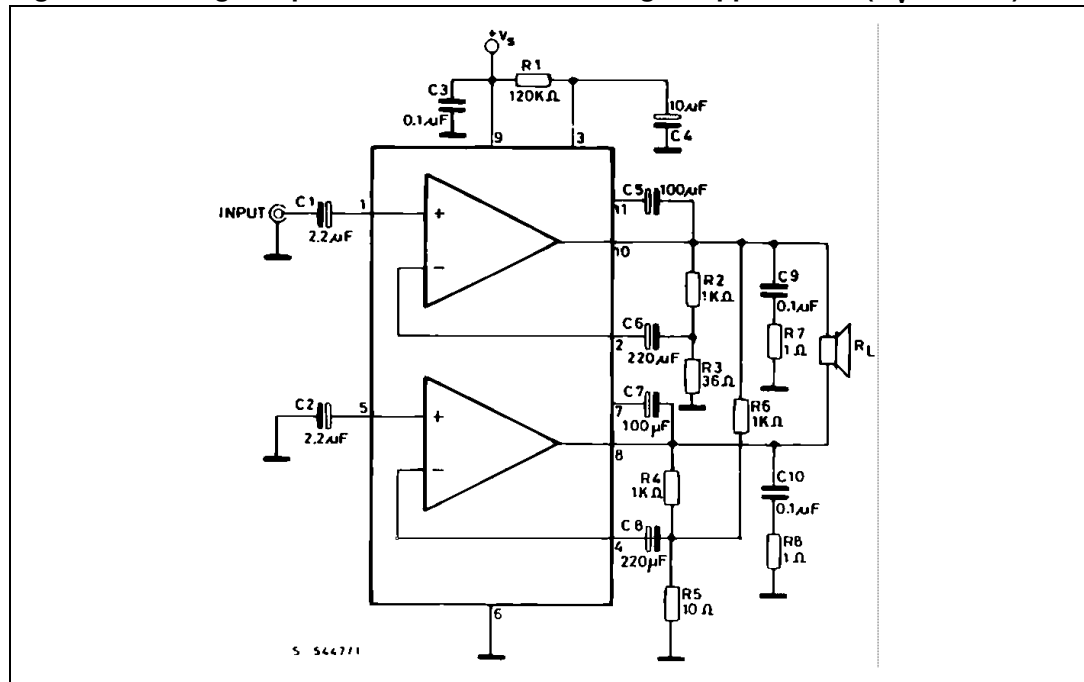 +Vs
R1
120KΩ
C3
0.1µF
10µF
C4
9
3
C5
100µF
11
INPUT
C1
2.2µF
1
+
−
10
R2
1KΩ
C9
0.1µF
C6
220µF
2
R3
36Ω
R7
1Ω
RL
C2
2.2µF
5
+
−
C7
100µF
7
R6
1KΩ
8
R4
1KΩ
C10
0.1µF
C8
220µF
4
R5
10Ω
R8
1Ω
6
S 5447/1